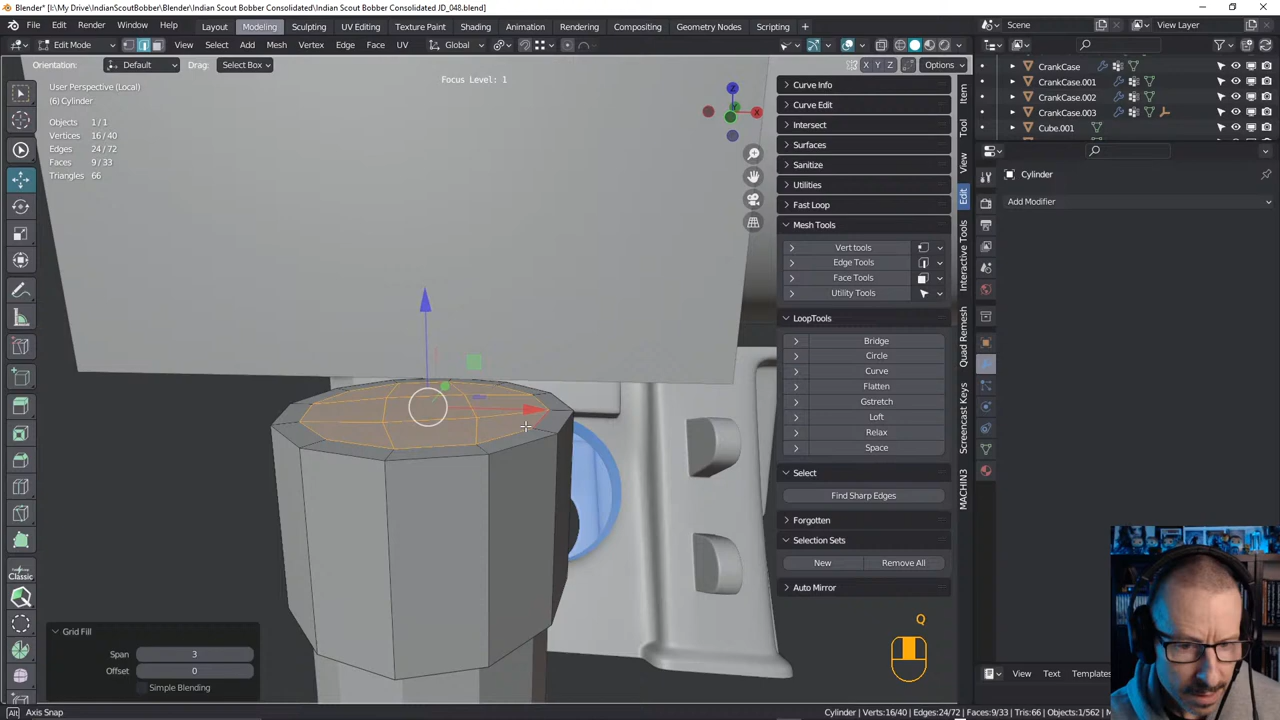 Blender* [I:\My Drive\IndianScoutBobber\Blender\Indian Scout Bobber Consolidated\Indian Scout Bobber Consolidated JD_048.blend]
File Edit Render Window Help Layout Modeling Sculpting UV Editing Texture Paint Shading Animation Rendering Compositing Geometry Nodes Scripting Scene View Layer
Edit Mode View Select Add Mesh Vertex Edge Face UV Global
Orientation: Default Drag: Select Box X Y Z Options
Focus Level: 1
User Perspective (Local)
(6) Cylinder
Objects 1/1
Vertices 16/40
Edges 24/72
Faces 9/33
Triangles 66
Z
X
Y
Curve Info
Curve Edit
Intersect
Surfaces
Sanitize
Utilities
Fast Loop
Mesh Tools
Vert tools
Edge Tools
Face Tools
Utility Tools
LoopTools
Bridge
Circle
Curve
Flatten
Gstretch
Loft
Relax
Space
Select
Find Sharp Edges
Forgotten
Selection Sets
New Remove All
Auto Mirror
Item
Tool
View
Edit
Interactive Tools
Quad Remesh
Screencast Keys
MACHIN3
CrankCase
CrankCase.001
CrankCase.002
CrankCase.003
Cube.001
Cylinder
Add Modifier
Classic
Grid Fill
Span 3
Offset 0
Simple Blending
Q
View Text Templates
Alt Axis Snap
Cylinder | Verts:16/40 | Edges:24/72 | Faces:9/33 | Tris:66 | Objects:1/562